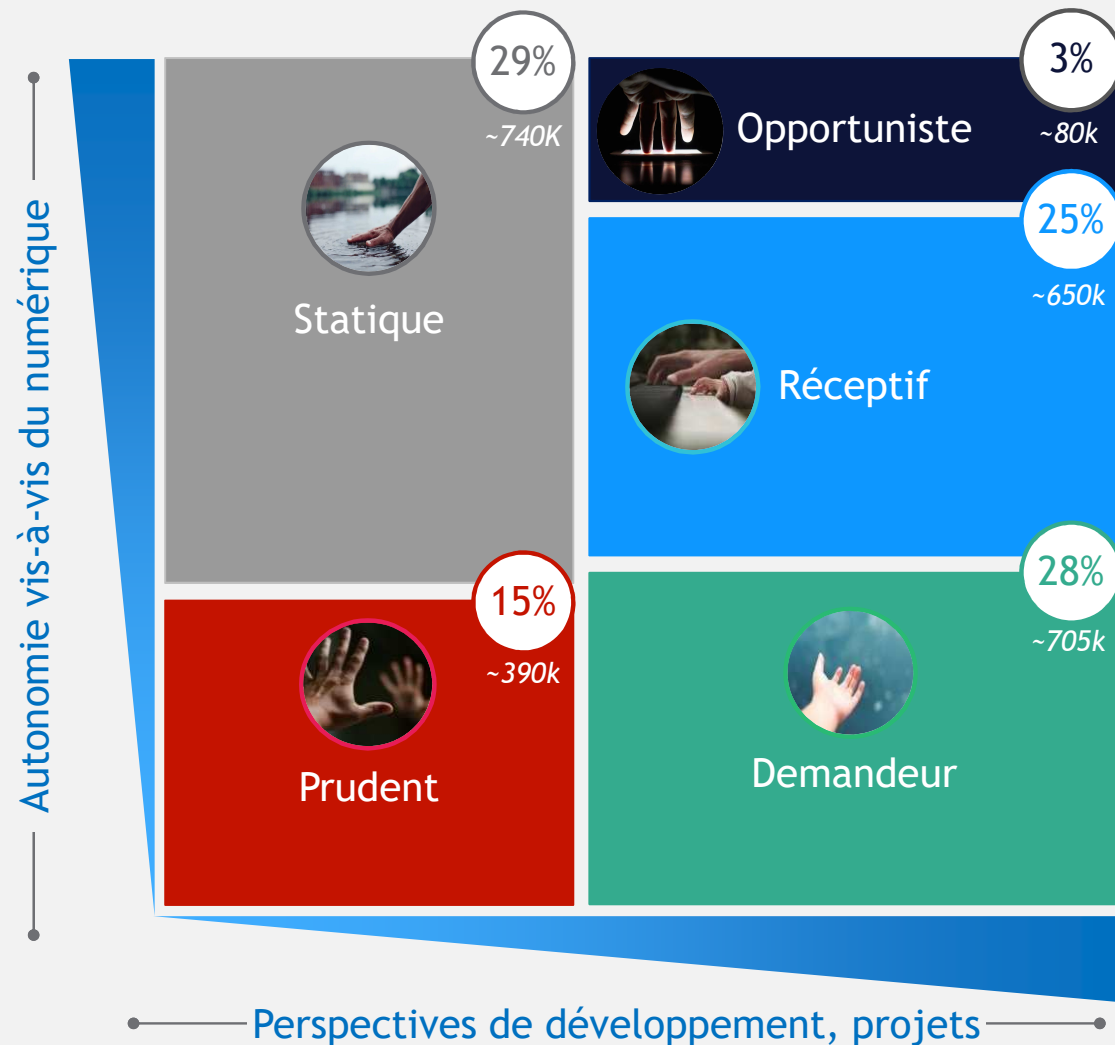 Autonomie vis-à-vis du numérique
29%
~740K
Statique
3%
Opportuniste
~80k
25%
~650k
Réceptif
15%
~390k
Prudent
28%
~705k
Demandeur
Perspectives de développement, projets